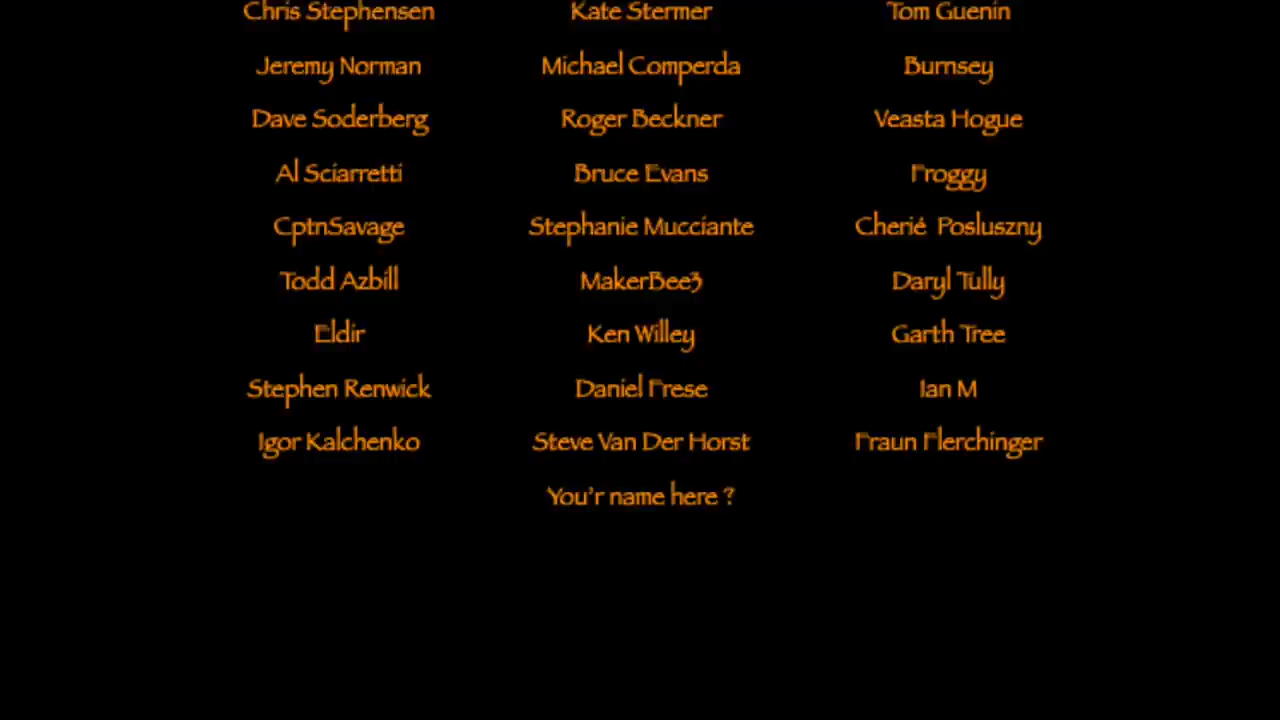 Chris Stephensen Kate Stermer Tom Guenin
Jeremy Norman Michael Comperda Burnsey
Dave Soderberg Roger Beckner Veasta Hogue
Al Sciarretti Bruce Evans Froggy
CptnSavage Stephanie Mucciante Cherié Posluszny
Todd Azbill MakerBee3 Daryl Tully
Eldir Ken Willey Garth Tree
Stephen Renwick Daniel Frese Ian M
Igor Kalchenko Steve Van Der Horst Fraun Flerchinger
You'r name here ?